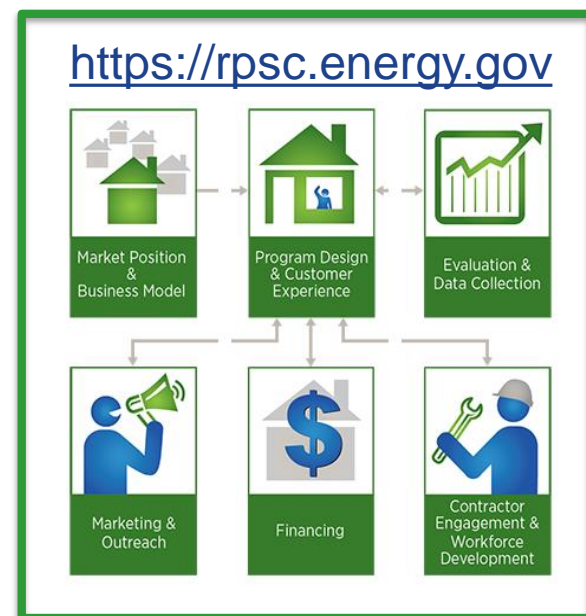 https://rpsc.energy.gov
Market Position
&
Business Model
Program Design
& Customer
Experience
Evaluation &
Data Collection
Marketing &
Outreach
$
Financing
Contractor
Engagement &
Workforce
Development